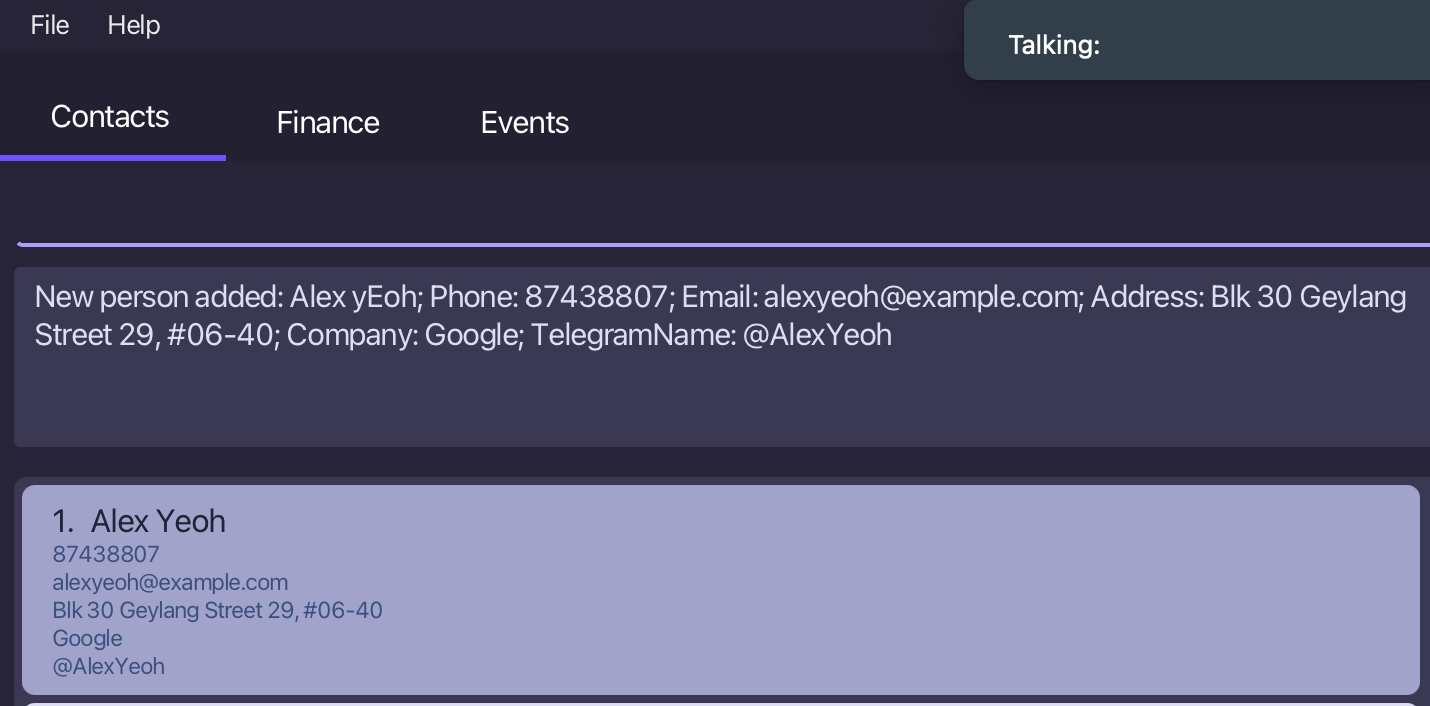 File Help
Talking:
Contacts Finance Events
New person added: Alex yEoh; Phone: 87438807; Email: alexyeoh@example.com; Address: Blk 30 Geylang
Street 29, #06-40; Company: Google; TelegramName: @AlexYeoh
1. Alex Yeoh
87438807
alexyeoh@example.com
Blk 30 Geylang Street 29, #06-40
Google
@AlexYeoh